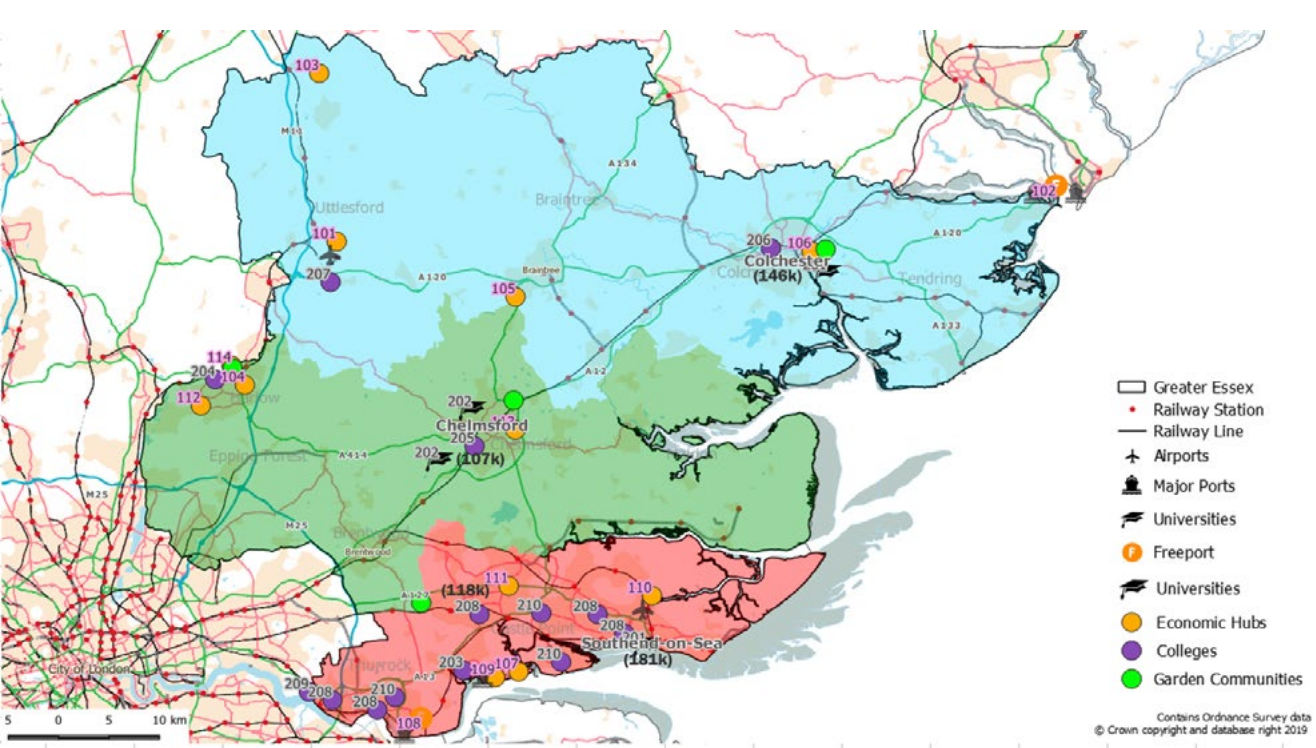 103
M11
A134
Uttlesford
Braintree
102
F
101
207
A120
Braintree
105
206
106
Colchester
(146k)
A120
Tendring
A133
A12
114
204
104
112
Harlow
202
Chelmsford
205
Chelmsford
202
(107k)
Epping Forest
A414
M25
M25
Brentwood
Brentwood
A127
(118k)
111
110
208
210
208
208
201
Castle Point
Southend-on-Sea
(181k)
210
Thurrock
A13
203
109
107
209
208
210
208
108
City of London
5 0 5 10 km
Greater Essex
Railway Station
Railway Line
Airports
Major Ports
Universities
F Freeport
Universities
Economic Hubs
Colleges
Garden Communities
Contains Ordnance Survey data
© Crown copyright and database right 2019